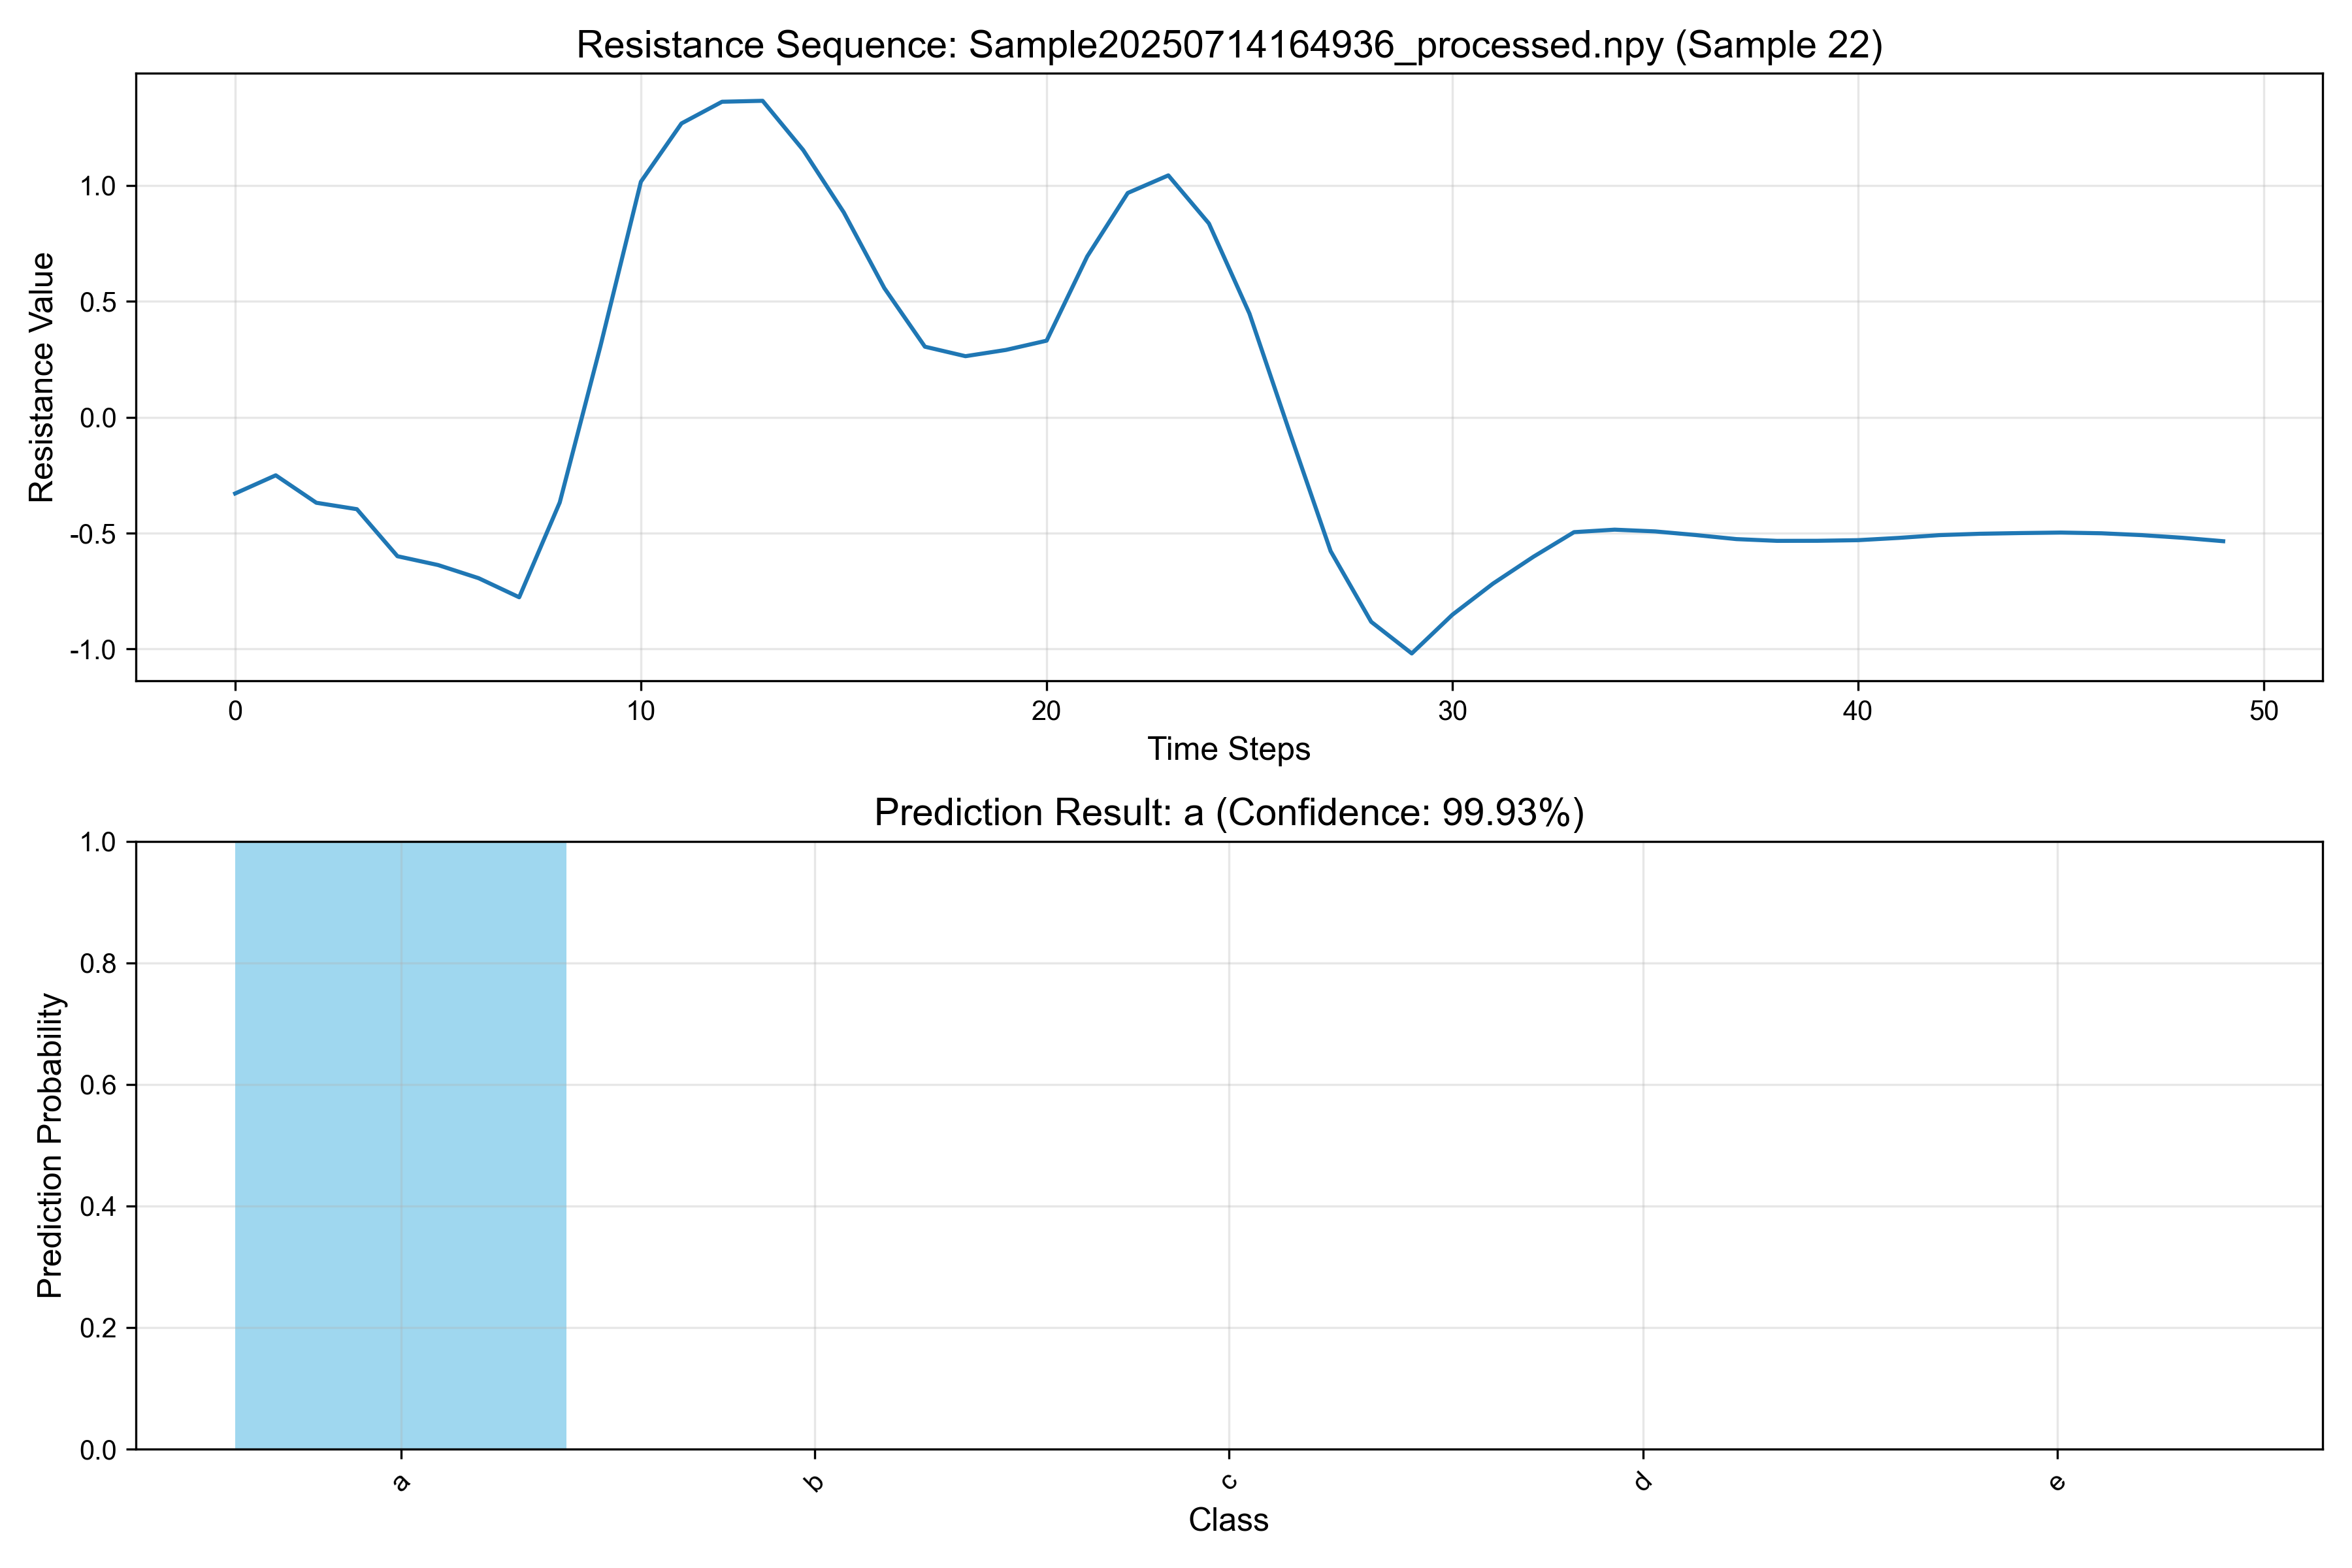 Resistance Sequence: Sample20250714164936_processed.npy (Sample 22)
Resistance Value
1.0
0.5
0.0
-0.5
-1.0
0 10 20 30 40 50
Time Steps
Prediction Result: a (Confidence: 99.93%)
Prediction Probability
1.0
0.8
0.6
0.4
0.2
0.0
a b c d e
Class